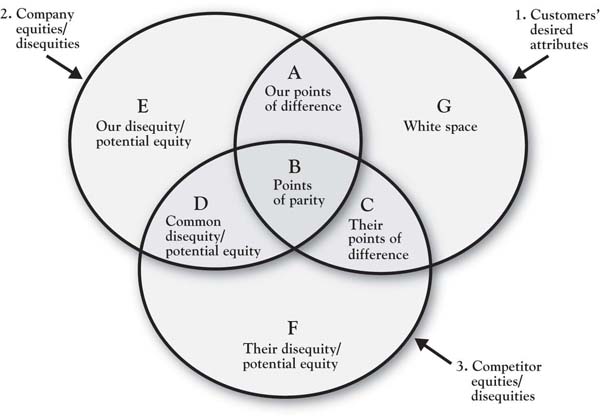 2. Company
equities/
disequities
1. Customers’
desired
attributes
A
Our points
of difference
E
Our disequity/
potential equity
G
White space
B
Points
of parity
D
Common
disequity/
potential equity
C
Their
points of
difference
F
Their disequity/
potential equity
3. Competitor
equities/
disequities